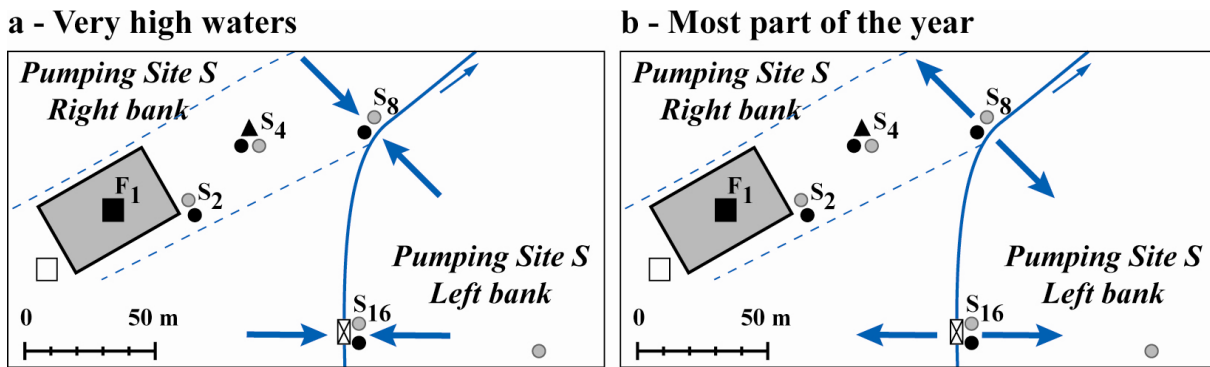 a - Very high waters
Pumping Site S
Right bank
S8
S4
F1
S2
Pumping Site S
Left bank
S16
0 50 m
b - Most part of the year
Pumping Site S
Right bank
S8
S4
F1
S2
Pumping Site S
Left bank
S16
0 50 m